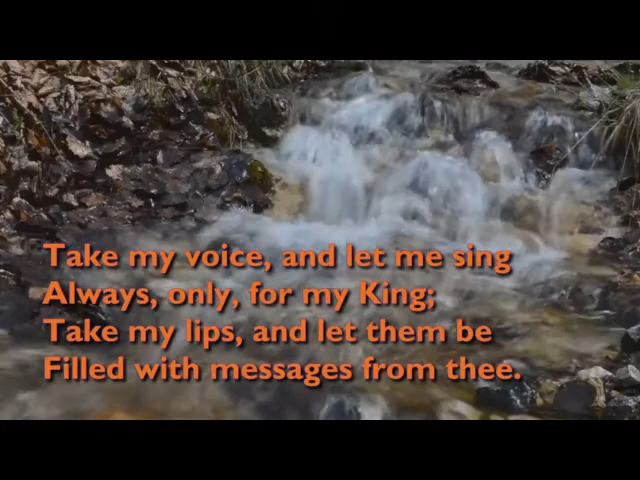 Take my voice, and let me sing
Always, only, for my King;
Take my lips, and let them be
Filled with messages from thee.